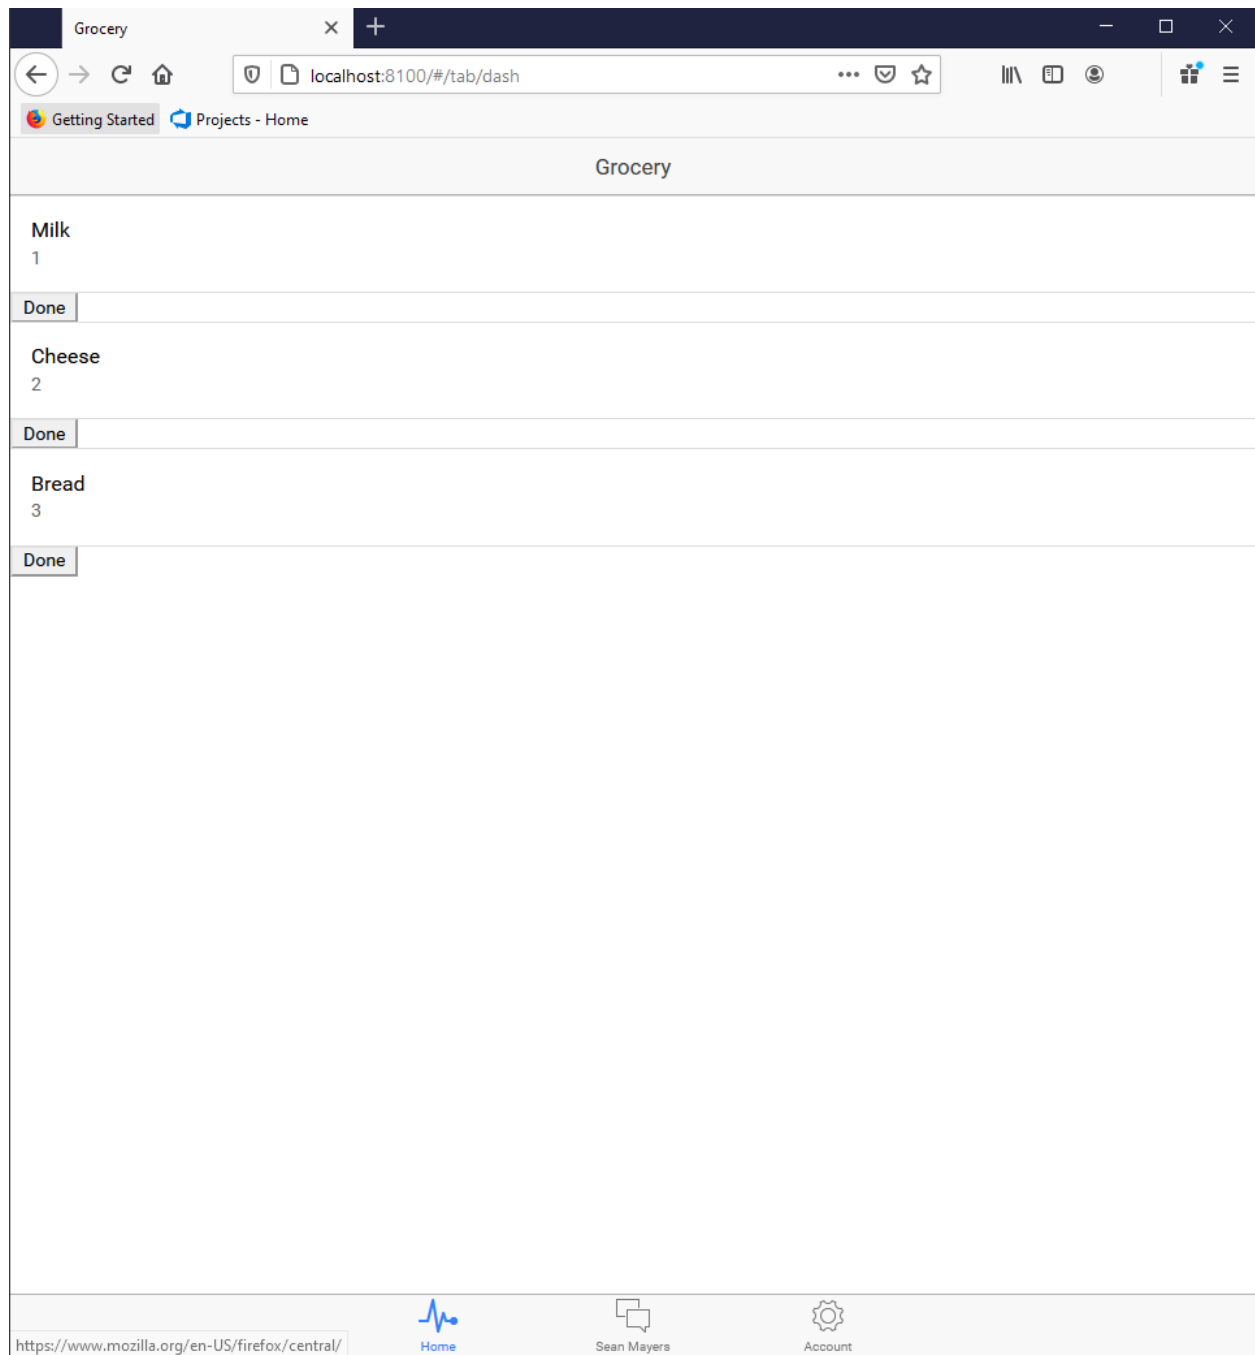 Grocery
localhost:8100/#/tab/dash
Getting Started Projects - Home
Grocery
Milk
1
Done
Cheese
2
Done
Bread
3
Done
https://www.mozilla.org/en-US/firefox/central/ Home Sean Mayers Account